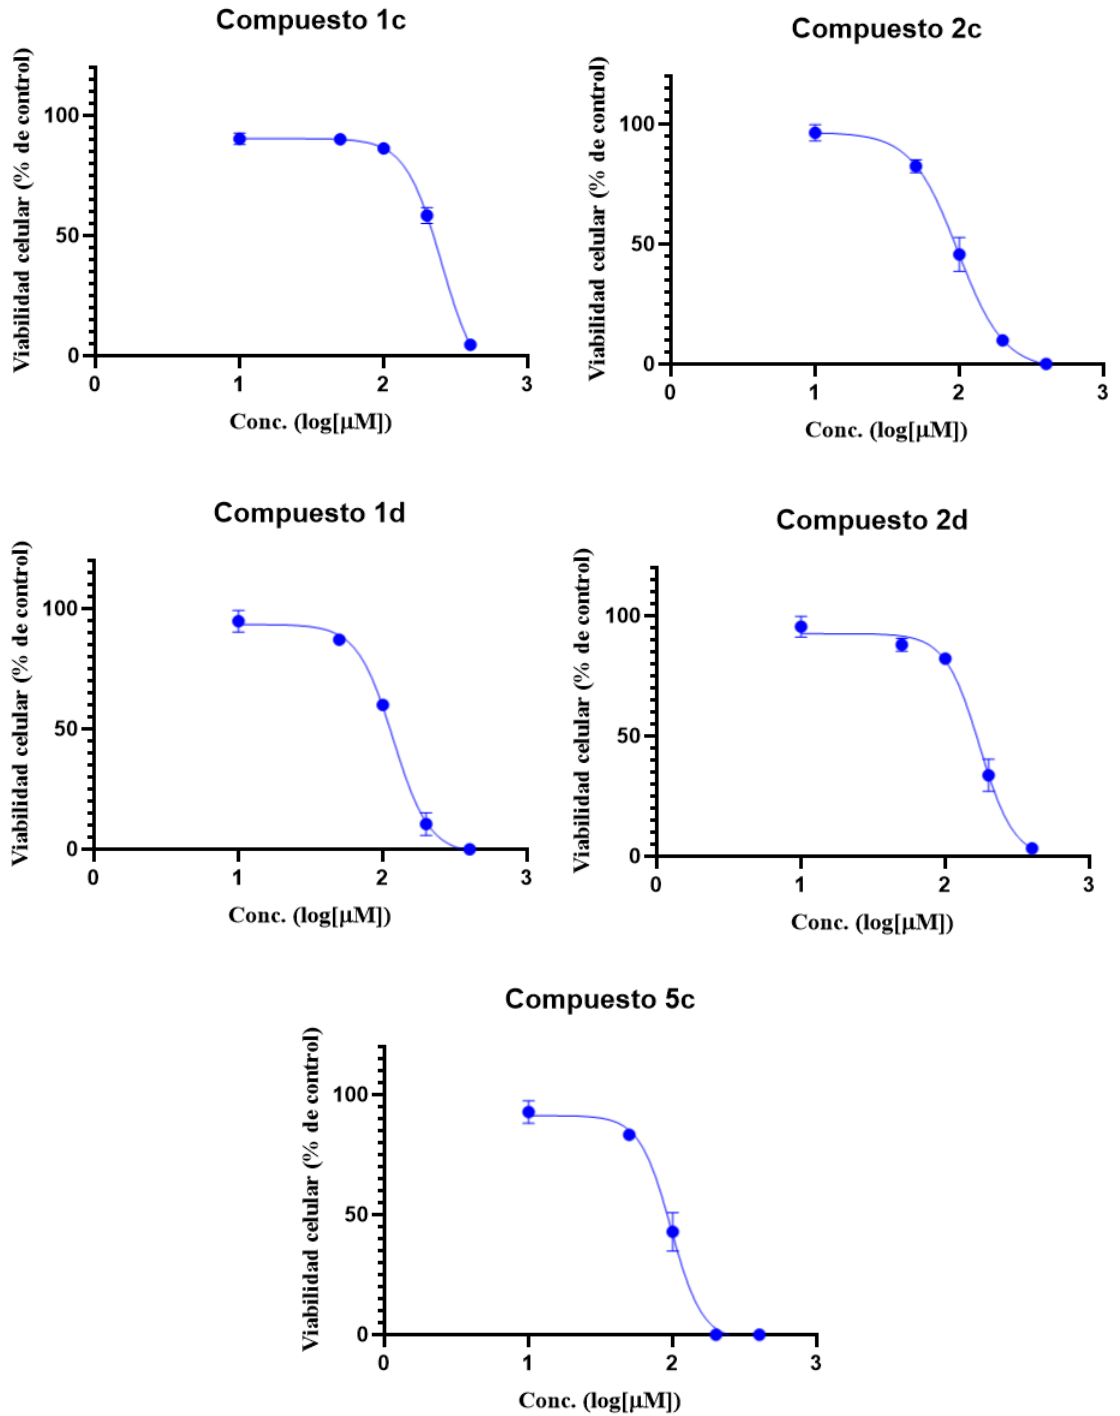 Compuesto 1c
Viabilidad celular (% de control)
100
50
0
0 1 2 3
Conc. (log[μM])
Compuesto 2c
Viabilidad celular (% de control)
100
50
0
0 1 2 3
Conc. (log[μM])
Compuesto 1d
Viabilidad celular (% de control)
100
50
0
0 1 2 3
Conc. (log[μM])
Compuesto 2d
Viabilidad celular (% de control)
100
50
0
0 1 2 3
Conc. (log[μM])
Compuesto 5c
Viabilidad celular (% de control)
100
50
0
0 1 2 3
Conc. (log[μM])